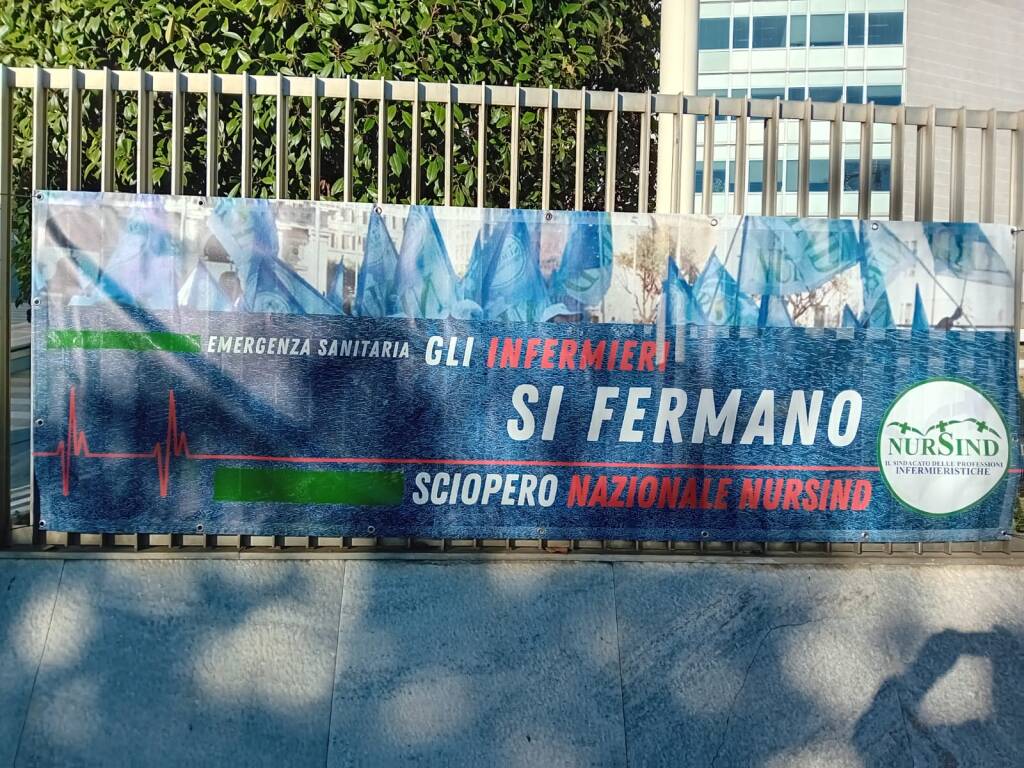 EMERGENZA SANITARIA GLI INFERMIERI
SI FERMANO
SCIOPERO NAZIONALE NURSIND
NURSIND
IL SINDACATO DELLE PROFESSIONI
INFERMIERISTICHE